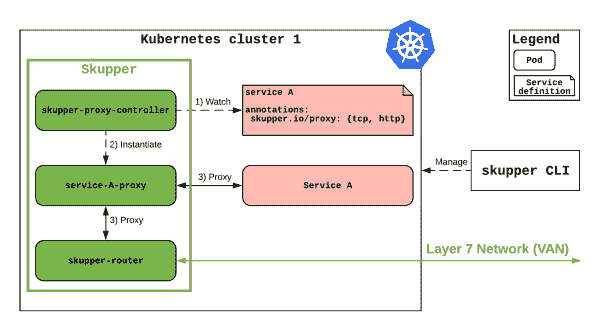 Kubernetes cluster 1
Legend
Pod
Service
definition
Skupper
skupper-proxy-controller
1) Watch
service A
annotations:
skupper.io/proxy: {tcp, http}
2) Instantiate
service-A-proxy
3) Proxy
Service A
Manage
skupper CLI
3) Proxy
skupper-router
Layer 7 Network (VAN)